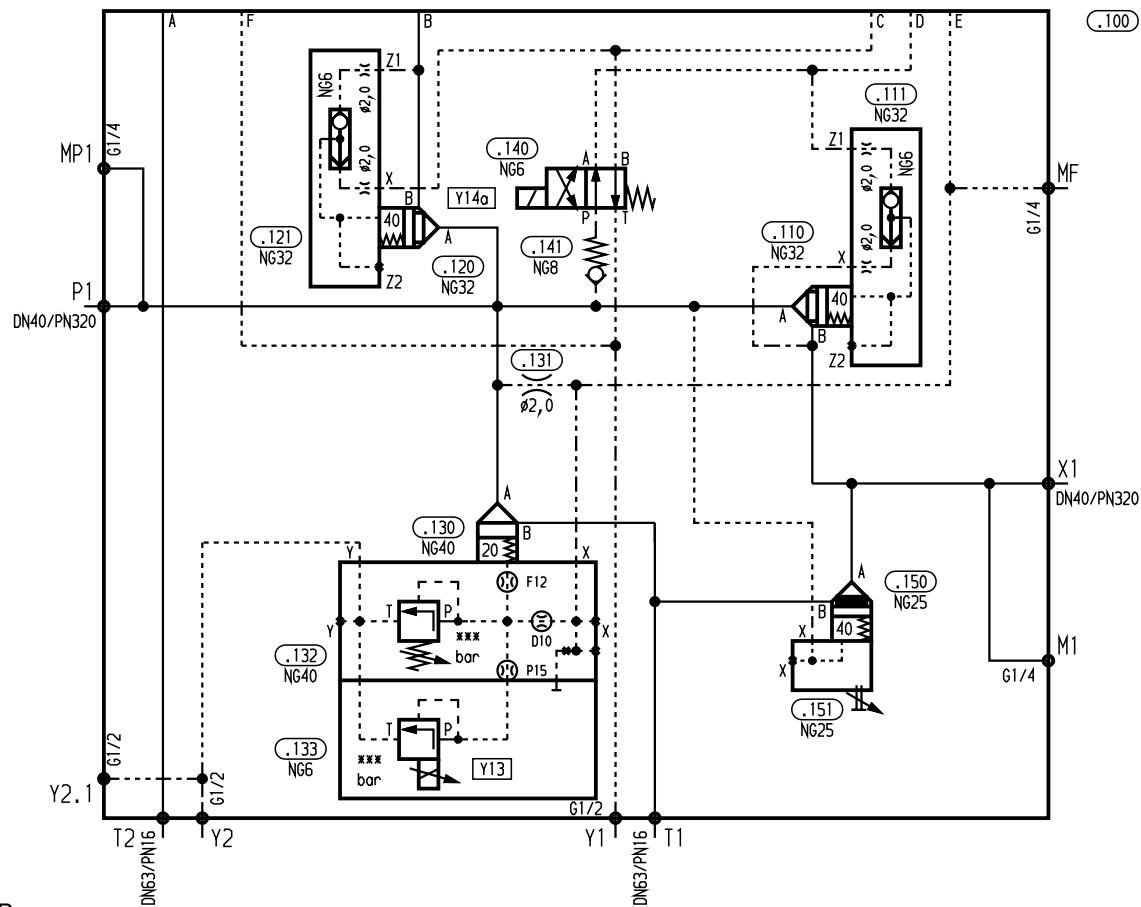 A
F
B
C
D
E
.100
Z1
NG6
ø2,0
ø2,0
X
B
40
A
Z2
.121
NG32
.120
NG32
Y14a
G1/4
MP1
P1
DN40/PN320
.140
NG6
A
B
P
T
.141
NG8
.111
NG32
Z1
ø2,0
NG6
ø2,0
X
.110
NG32
A
40
B
Z2
MF
G1/4
.131
ø2,0
X1
DN40/PN320
A
.130
NG40
B
20
Y
X
F12
T
P
Y
***
bar
D10
X
.132
NG40
P15
T
P
.133
NG6
***
bar
Y13
A
B
.150
NG25
X
40
X
.151
NG25
M1
G1/4
G1/2
Y2.1
G1/2
G1/2
T2
DN63/PN16
Y2
Y1
DN63/PN16
T1